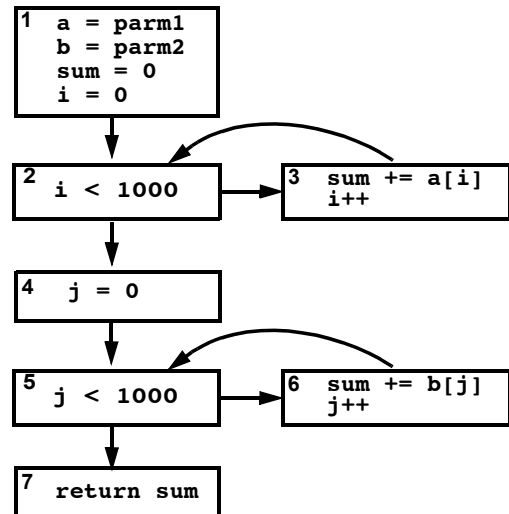 1 a = parm1
b = parm2
sum = 0
i = 0
2 i < 1000
3 sum += a[i]
i++
4 j = 0
5 j < 1000
6 sum += b[j]
j++
7 return sum